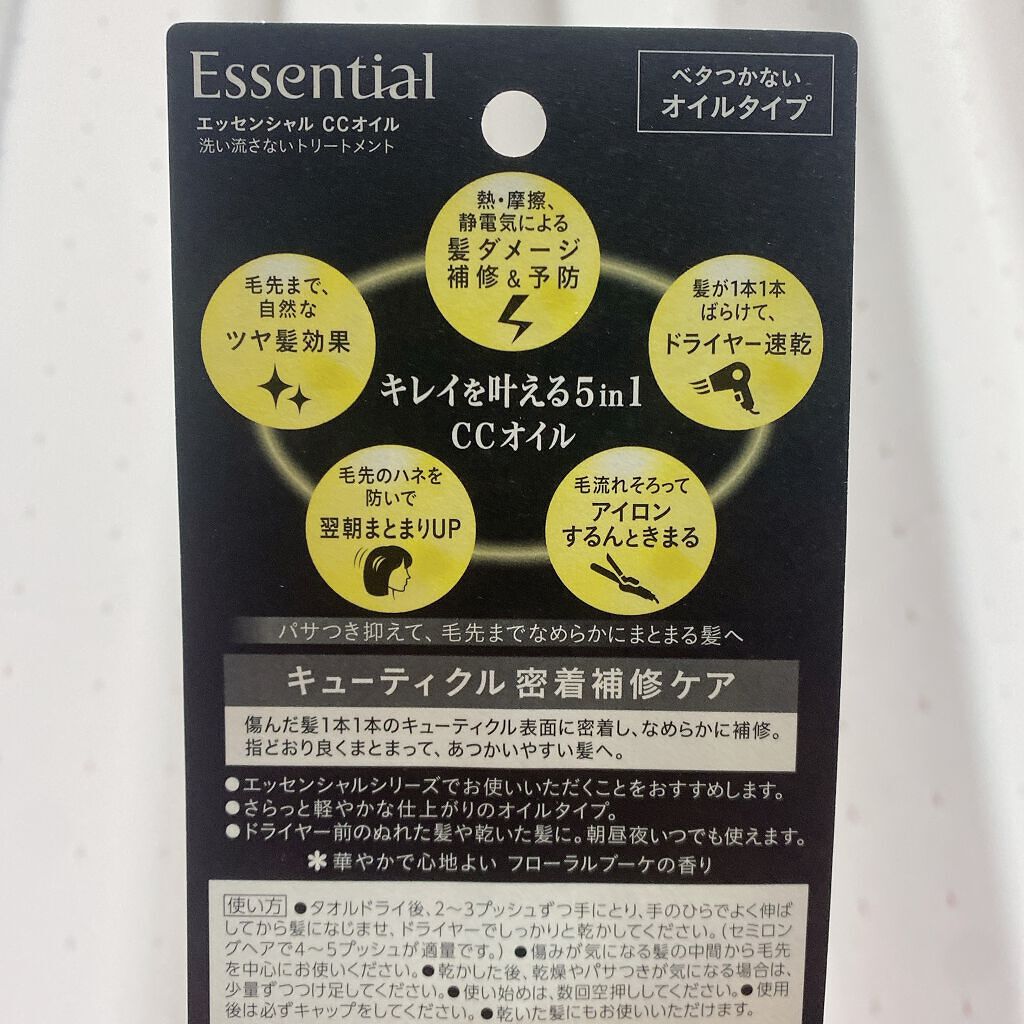 Essential
エッセンシャル CCオイル
洗い流さないトリートメント
ベタつかない
オイルタイプ
熱・摩擦、
静電気による
髪ダメージ
補修&予防
毛先まで、
自然な
ツヤ髪効果
髪が1本1本
ばらけて、
ドライヤー速乾
キレイを叶える5in1
CCオイル
毛先のハネを
防いで
翌朝まとまりUP
毛流れそろって
アイロン
するんときまる
パサつき抑えて、毛先までなめらかにまとまる髪へ
キューティクル 密着補修ケア
傷んだ髪1本1本のキューティクル表面に密着し、なめらかに補修。
指どおり良くまとまって、あつかいやすい髪へ。
●エッセンシャルシリーズでお使いいただくことをおすすめします。
●さらっと軽やかな仕上がりのオイルタイプ。
●ドライヤー前のぬれた髪や乾いた髪に。朝昼夜いつでも使えます。
✻華やかで心地よい フローラルブーケの香り
使い方 ●タオルドライ後、2〜3プッシュずつ手にとり、手のひらでよく伸ば
してから髪になじませ、ドライヤーでしっかりと乾かしてください。(セミロン
グヘアで4〜5プッシュが適量です。) ●傷みが気になる髪の中間から毛先
を中心にお使いください。●乾かした後、乾燥やパサつきが気になる場合は、
少量ずつつけ足してください。●使い始めは、数回空押ししてください。●使用
後は必ずキャップをしてください。●乾いた髪にもお使いいただけます。